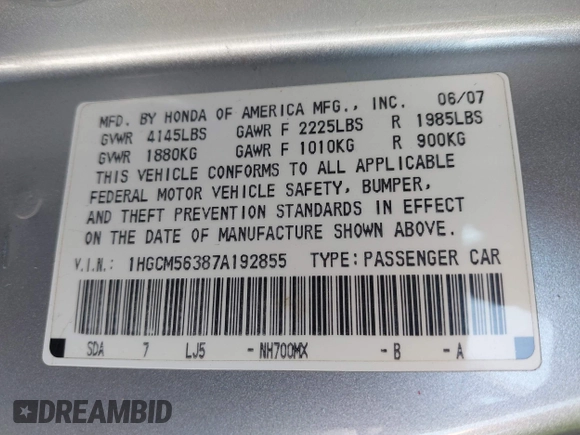 MFD. BY HONDA OF AMERICA MFG., INC. 06/07
GVWR 4145LBS GAWR F 2225LBS R 1985LBS
GVWR 1880KG GAWR F 1010KG R 900KG
THIS VEHICLE CONFORMS TO ALL APPLICABLE
FEDERAL MOTOR VEHICLE SAFETY, BUMPER,
AND THEFT PREVENTION STANDARDS IN EFFECT
ON THE DATE OF MANUFACTURE SHOWN ABOVE.
V.I.N.: 1HGCM56387A192855 TYPE: PASSENGER CAR
SDA 7 LJ5 -NH700MX -B -A
DREAMBID